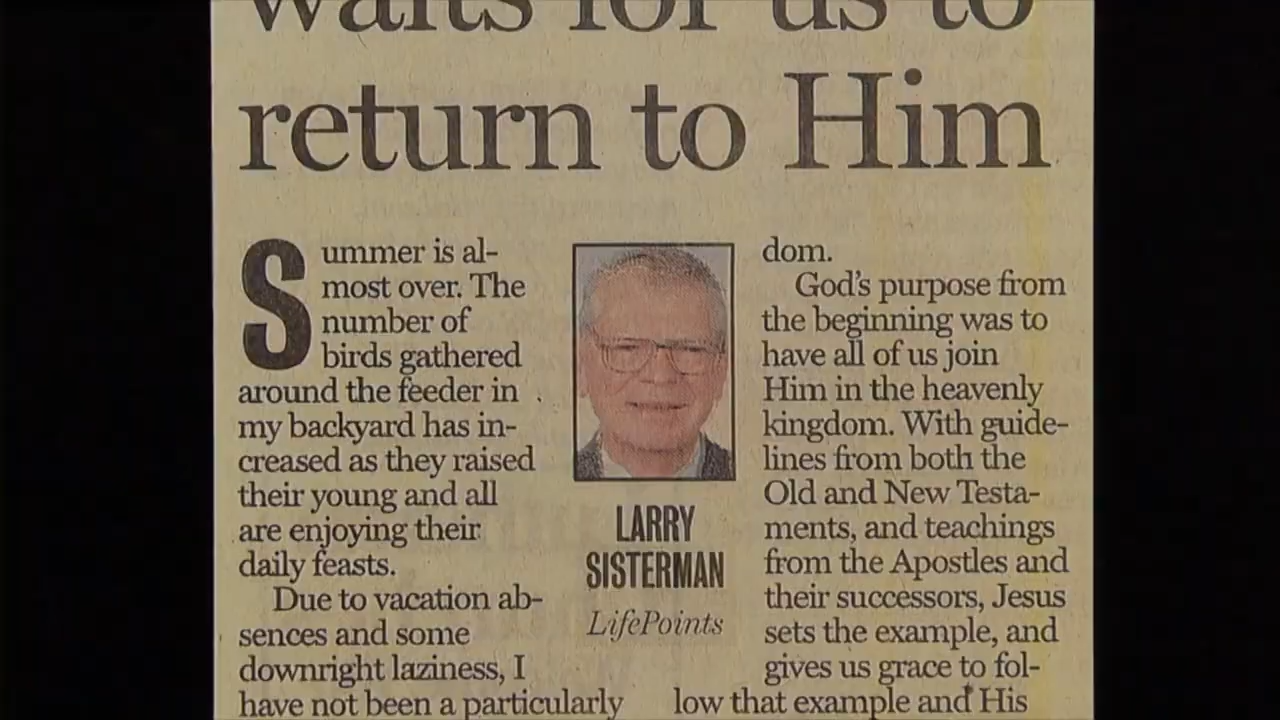 waits for us to
return to Him
Summer is al-
most over. The
number of
birds gathered
around the feeder in
my backyard has in-
creased as they raised
their young and all
are enjoying their
daily feasts.
Due to vacation ab-
sences and some
downright laziness, I
have not been a particularly
LARRY
SISTERMAN
LifePoints
dom.
God's purpose from
the beginning was to
have all of us join
Him in the heavenly
kingdom. With guide-
lines from both the
Old and New Testa-
ments, and teachings
from the Apostles and
their successors, Jesus
sets the example, and
gives us grace to fol-
low that example and His